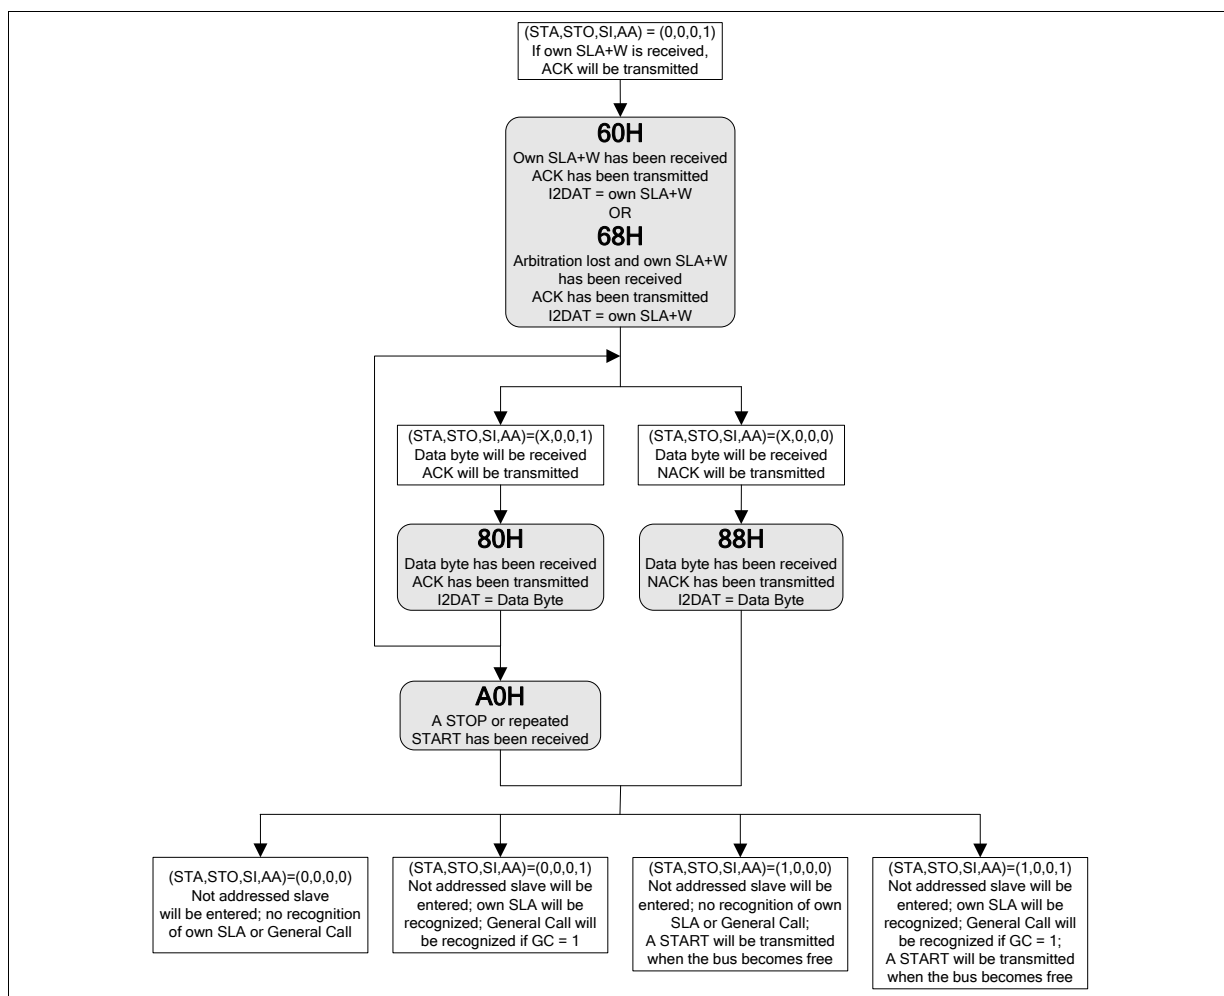 (STA,STO,SI,AA) = (0,0,0,1)
If own SLA+W is received,
ACK will be transmitted
60H
Own SLA+W has been received
ACK has been transmitted
I2DAT = own SLA+W
OR
68H
Arbitration lost and own SLA+W
has been received
ACK has been transmitted
I2DAT = own SLA+W
(STA,STO,SI,AA)=(X,0,0,1)
Data byte will be received
ACK will be transmitted
(STA,STO,SI,AA)=(X,0,0,0)
Data byte will be received
NACK will be transmitted
80H
Data byte has been received
ACK has been transmitted
I2DAT = Data Byte
88H
Data byte has been received
NACK has been transmitted
I2DAT = Data Byte
A0H
A STOP or repeated
START has been received
(STA,STO,SI,AA)=(0,0,0,0)
Not addressed slave
will be entered; no recognition
of own SLA or General Call
(STA,STO,SI,AA)=(0,0,0,1)
Not addressed slave will be
entered; own SLA will be
recognized; General Call will
be recognized if GC = 1
(STA,STO,SI,AA)=(1,0,0,0)
Not addressed slave will be
entered; no recognition of own
SLA or General Call;
A START will be transmitted
when the bus becomes free
(STA,STO,SI,AA)=(1,0,0,1)
Not addressed slave will be
entered; own SLA will be
recognized; General Call will
be recognized if GC = 1;
A START will be transmitted
when the bus becomes free